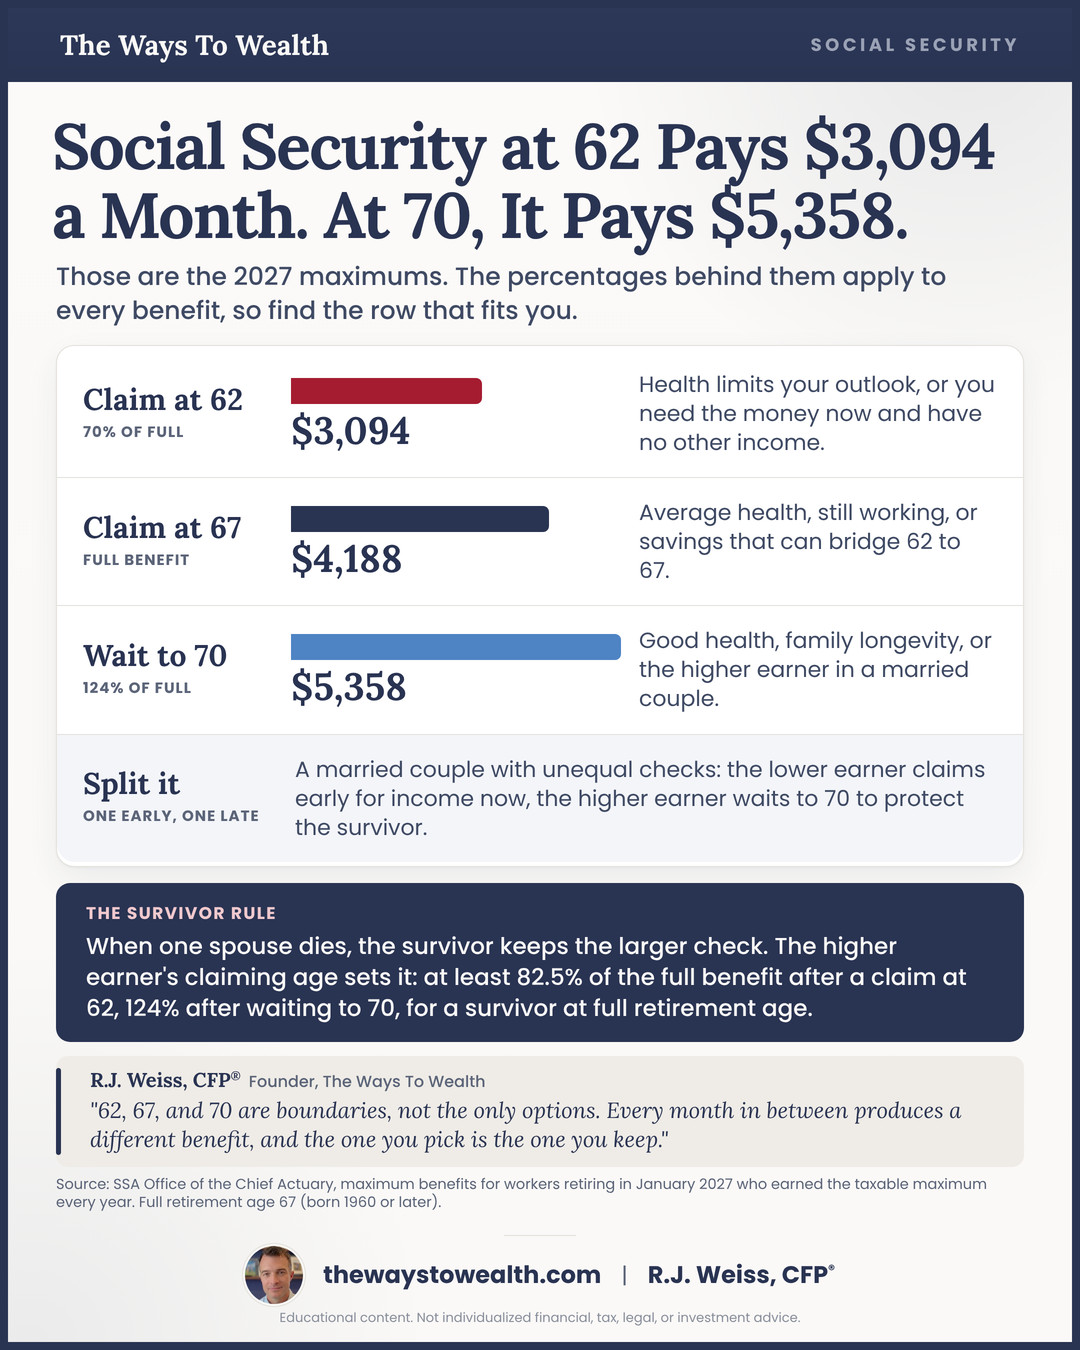 The Ways To Wealth
SOCIAL SECURITY
Social Security at 62 Pays $3,094
a Month. At 70, It Pays $5,358.
Those are the 2027 maximums. The percentages behind them apply to
every benefit, so find the row that fits you.
Claim at 62
70% OF FULL
$3,094
Health limits your outlook, or you
need the money now and have
no other income.
Claim at 67
FULL BENEFIT
$4,188
Average health, still working, or
savings that can bridge 62 to
67.
Wait to 70
124% OF FULL
$5,358
Good health, family longevity, or
the higher earner in a married
couple.
Split it
ONE EARLY, ONE LATE
A married couple with unequal checks: the lower earner claims
early for income now, the higher earner waits to 70 to protect
the survivor.
THE SURVIVOR RULE
When one spouse dies, the survivor keeps the larger check. The higher
earner's claiming age sets it: at least 82.5% of the full benefit after a claim at
62, 124% after waiting to 70, for a survivor at full retirement age.
R.J. Weiss, CFP® Founder, The Ways To Wealth
"62, 67, and 70 are boundaries, not the only options. Every month in between produces a
different benefit, and the one you pick is the one you keep."
Source: SSA Office of the Chief Actuary, maximum benefits for workers retiring in January 2027 who earned the taxable maximum
every year. Full retirement age 67 (born 1960 or later).
thewaystowealth.com | R.J. Weiss, CFP®
Educational content. Not individualized financial, tax, legal, or investment advice.